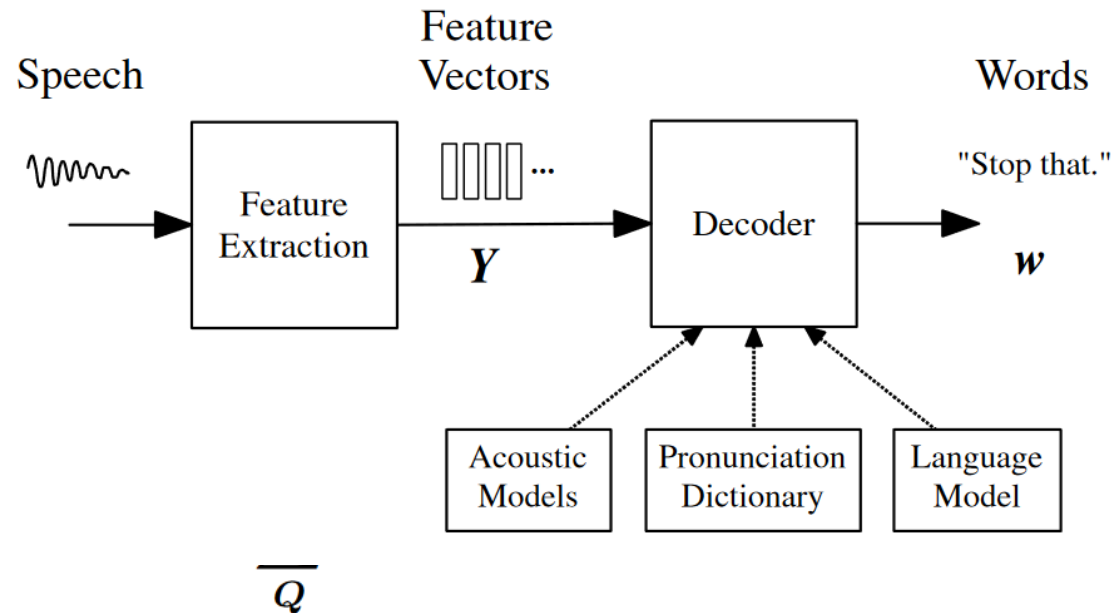 Feature
Vectors
Speech
Words
"Stop that."
Feature
Extraction
...
Decoder
Y
w
Acoustic
Models
Pronunciation
Dictionary
Language
Model
Q